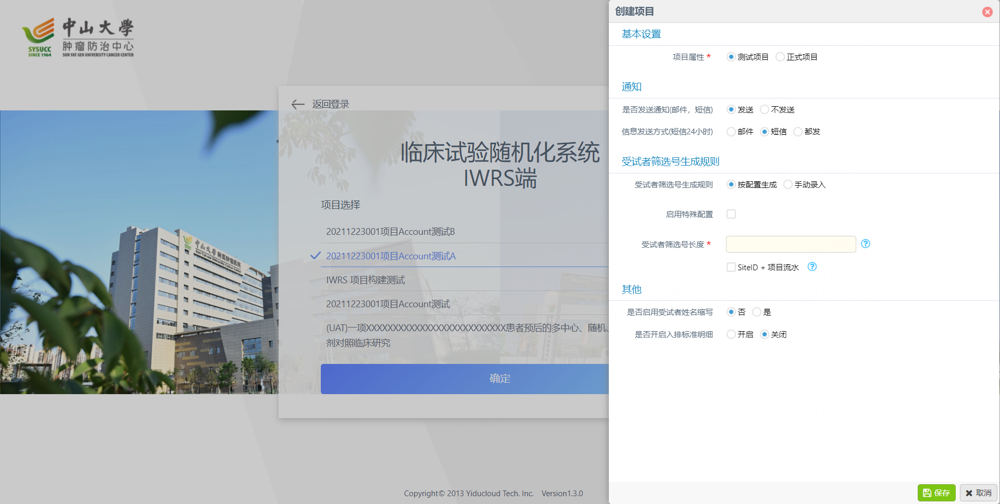 中山大學
肿瘤防治中心
SYSUCC
SINCE 1964
SUN YAT-SEN UNIVERSITY CANCER CENTER
返回登录
临床试验随机化系统
IWRS端
项目选择
20211223001项目Account测试B
20211223001项目Account测试A
IWRS 项目构建测试
20211223001项目Account测试
(UAT)一项XXXXXXXXXXXXXXXXXXXXXXXXXX患者预后的多中心、随机、
剂对照临床研究
确定
Copyright© 2013 Yiducloud Tech. Inc. Version1.3.0
中山大学附属肿瘤医院
Sun Yat-sen University Cancer Center
创建项目
基本设置
项目属性 * 测试项目 正式项目
通知
是否发送通知(邮件，短信) 发送 不发送
信息发送方式(短信24小时) 邮件 短信 都发
受试者筛选号生成规则
受试者筛选号生成规则 按配置生成 手动录入
启用特殊配置
受试者筛选号长度 *
SiteID + 项目流水
其他
是否启用受试者姓名缩写 否 是
是否开启入排标准明细 开启 关闭
保存 取消